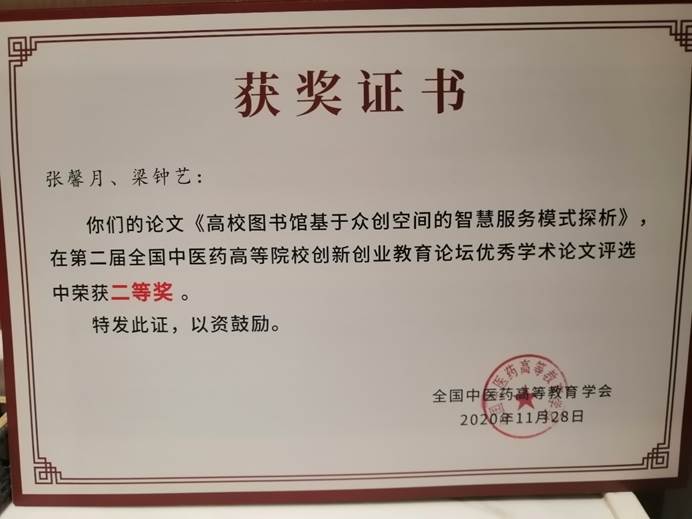 获奖证书
张馨月、梁钟艺：
你们的论文《高校图书馆基于众创空间的智慧服务模式探析》，
在第二届全国中医药高等院校创新创业教育论坛优秀学术论文评选
中荣获二等奖 。
特发此证，以资鼓励。
全国中医药高等教育学会
2020年11月28日